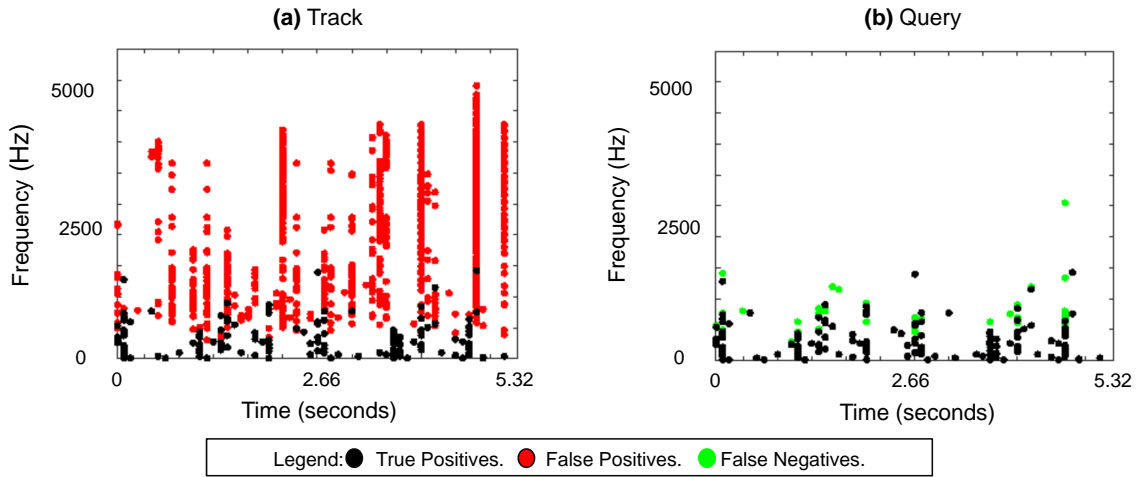 (a) Track
Frequency (Hz)
5000
2500
0
0
2.66
5.32
Time (seconds)
(b) Query
Frequency (Hz)
5000
2500
0
0
2.66
5.32
Time (seconds)
Legend: True Positives. False Positives. False Negatives.